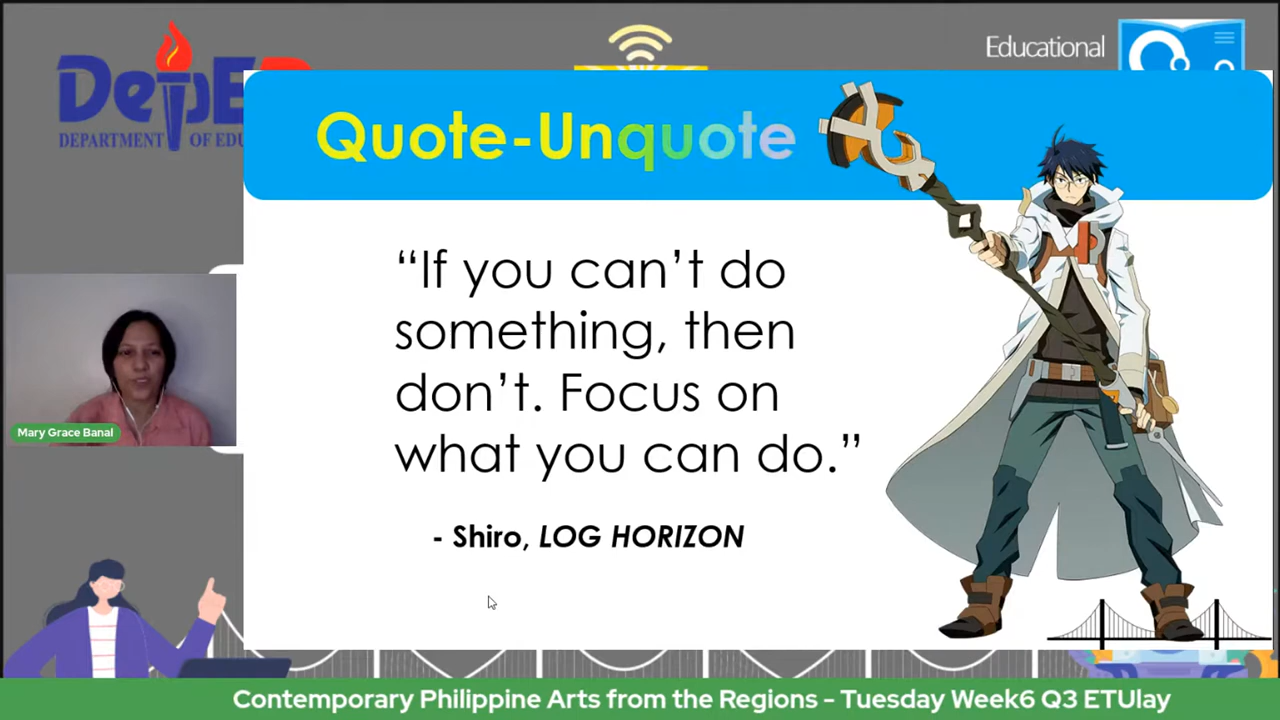 DepE
DEPARTMENT OF EDU
Educational
Quote-Unquote
“If you can’t do
something, then
don’t. Focus on
what you can do.”
- Shiro, LOG HORIZON
Mary Grace Banal
Contemporary Philippine Arts from the Regions - Tuesday Week6 Q3 ETUlay